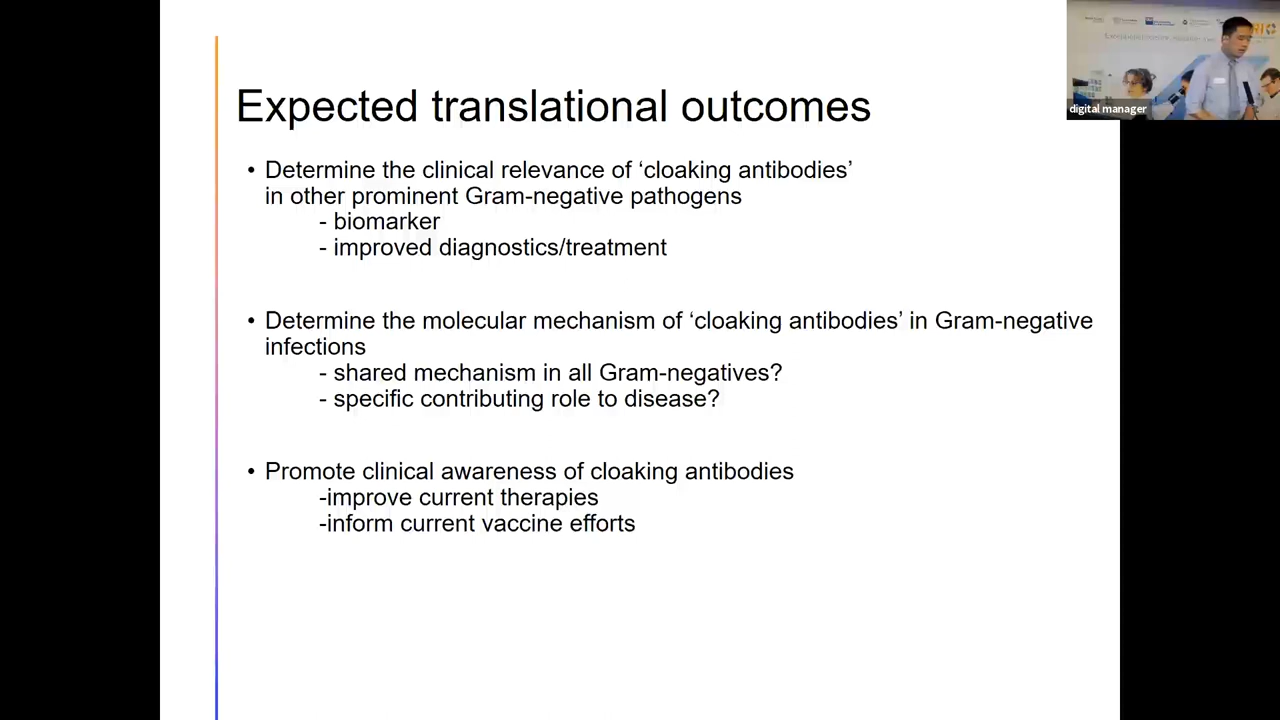 Expected translational outcomes
• Determine the clinical relevance of ‘cloaking antibodies’
in other prominent Gram-negative pathogens
- biomarker
- improved diagnostics/treatment
• Determine the molecular mechanism of ‘cloaking antibodies’ in Gram-negative
infections
- shared mechanism in all Gram-negatives?
- specific contributing role to disease?
• Promote clinical awareness of cloaking antibodies
-improve current therapies
-inform current vaccine efforts
digital manager